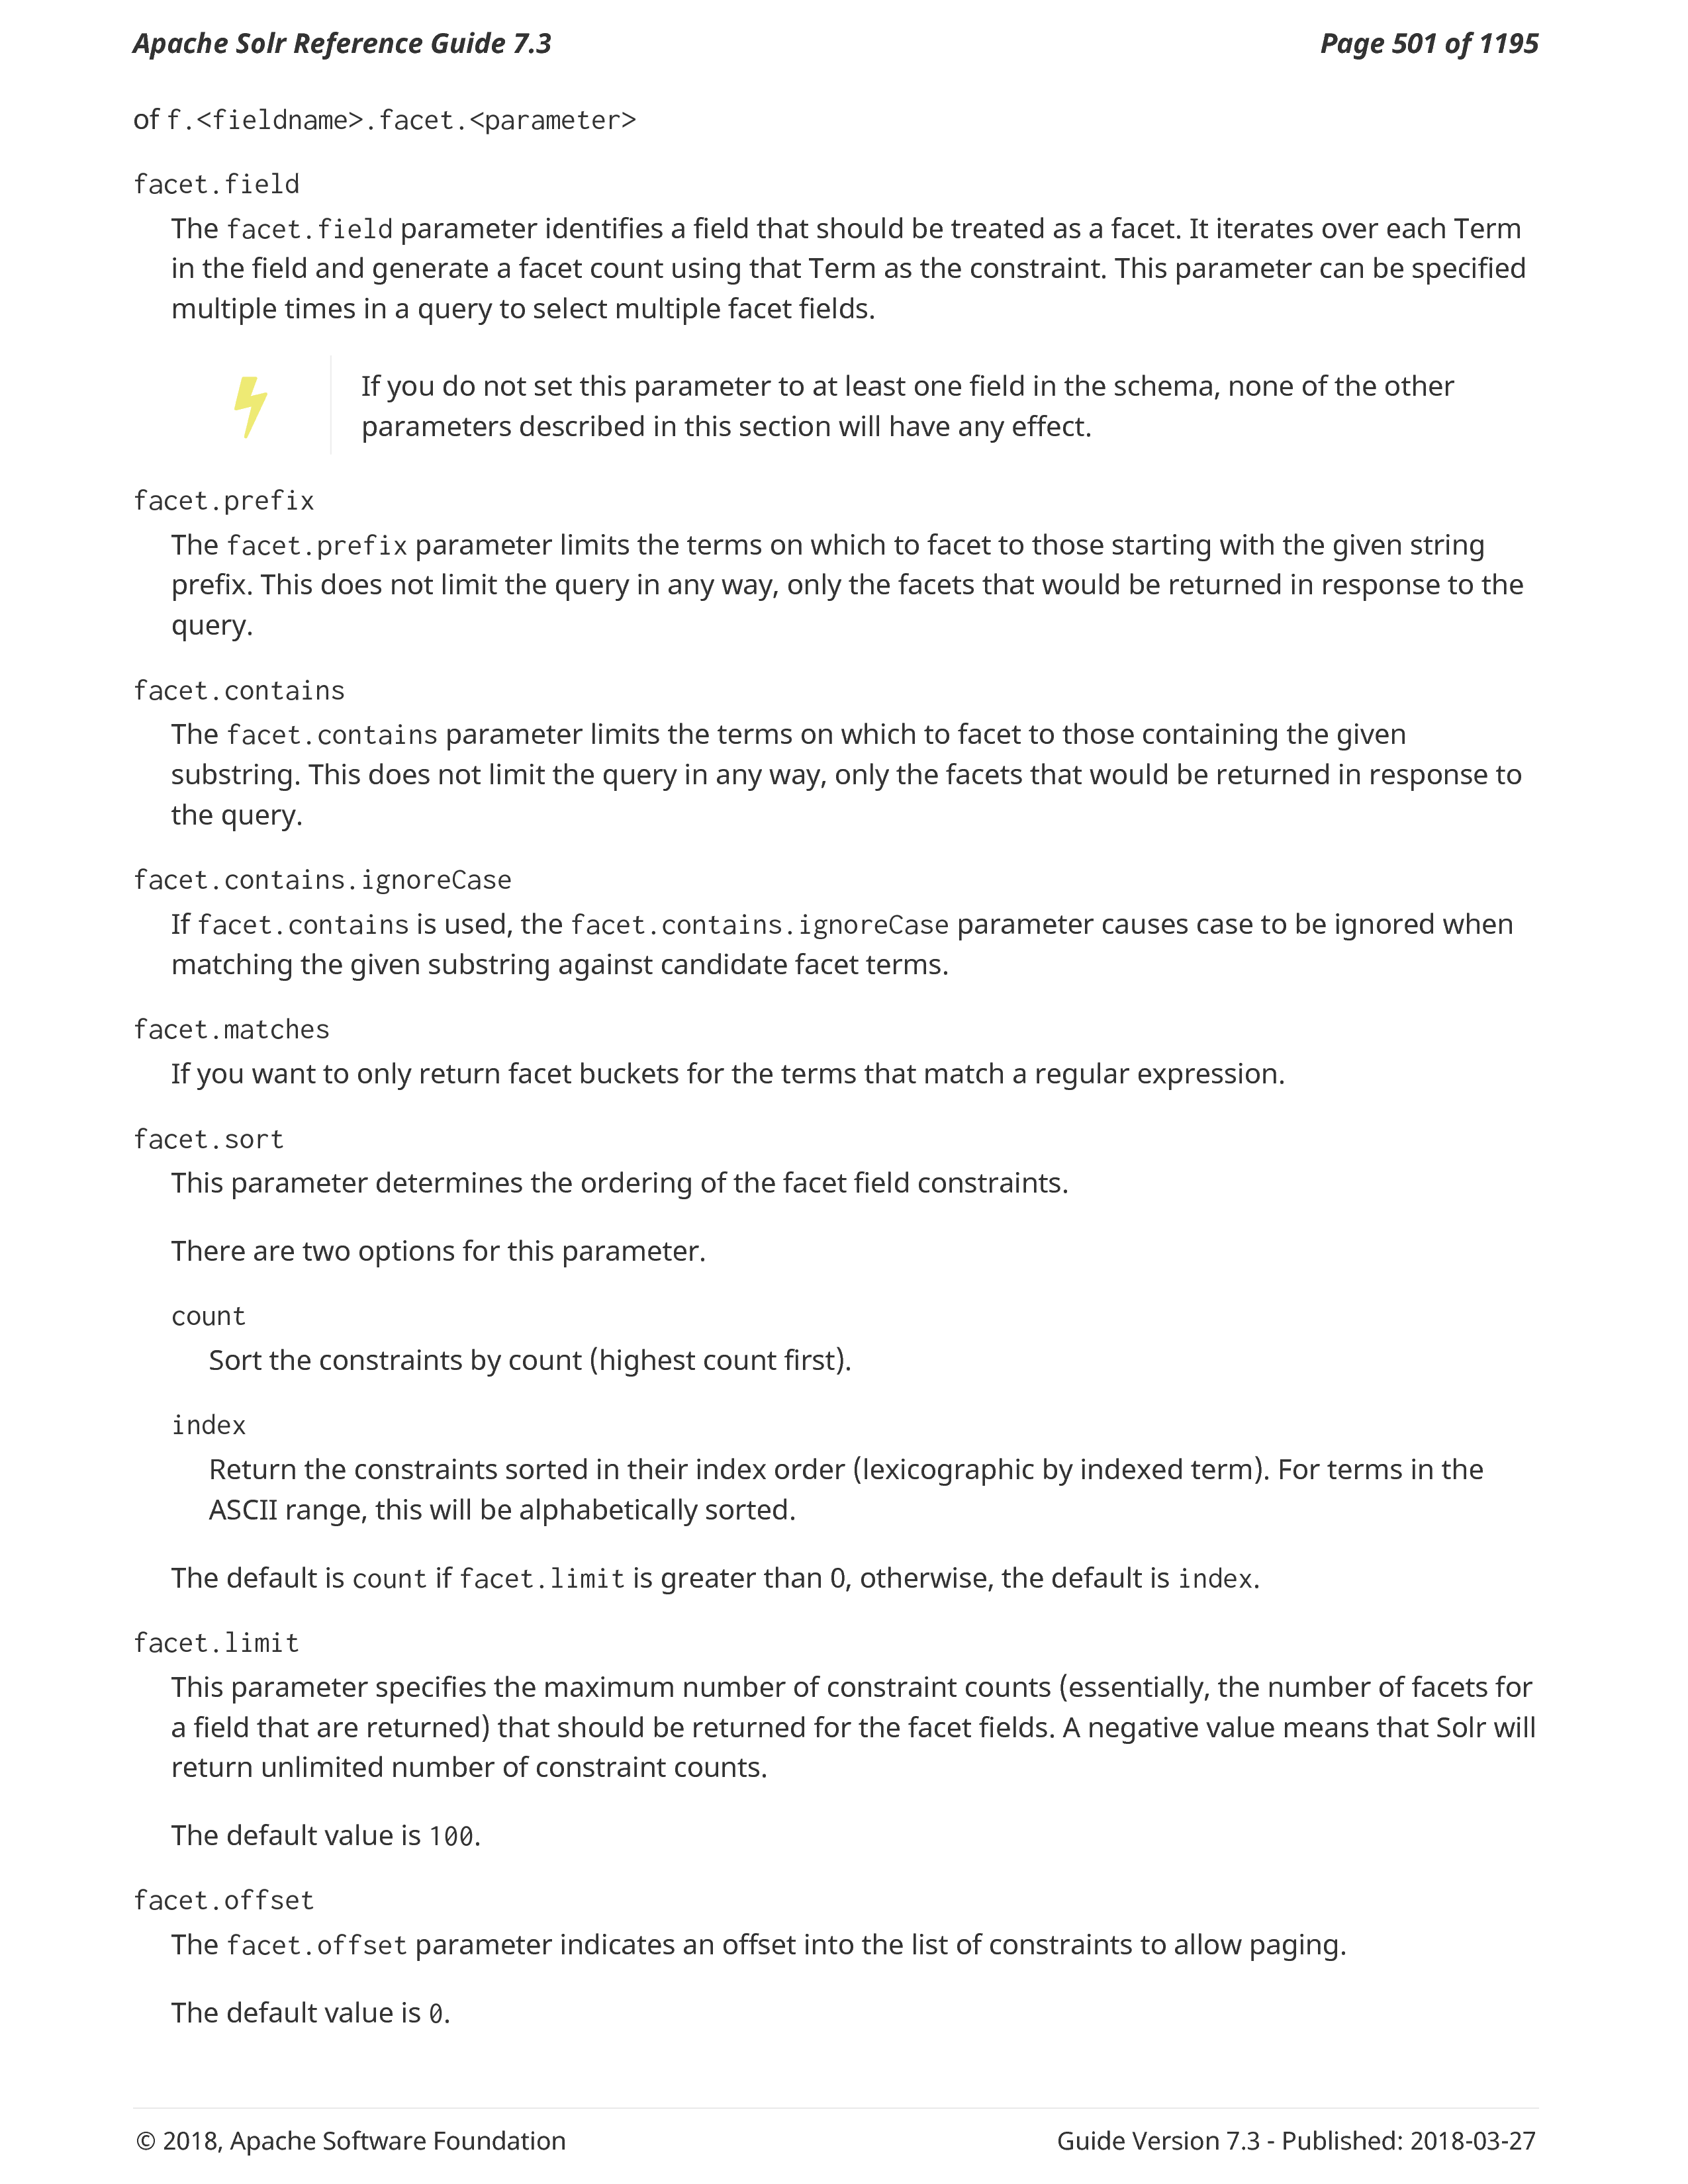 Apache Solr Reference Guide 7.3 Page 501 of 1195
of f.<fieldname>.facet.<parameter>
facet.field
The facet.field parameter identifies a field that should be treated as a facet. It iterates over each Term
in the field and generate a facet count using that Term as the constraint. This parameter can be specified
multiple times in a query to select multiple facet fields.
If you do not set this parameter to at least one field in the schema, none of the other
parameters described in this section will have any effect.
facet.prefix
The facet.prefix parameter limits the terms on which to facet to those starting with the given string
prefix. This does not limit the query in any way, only the facets that would be returned in response to the
query.
facet.contains
The facet.contains parameter limits the terms on which to facet to those containing the given
substring. This does not limit the query in any way, only the facets that would be returned in response to
the query.
facet.contains.ignoreCase
If facet.contains is used, the facet.contains.ignoreCase parameter causes case to be ignored when
matching the given substring against candidate facet terms.
facet.matches
If you want to only return facet buckets for the terms that match a regular expression.
facet.sort
This parameter determines the ordering of the facet field constraints.
There are two options for this parameter.
count
Sort the constraints by count (highest count first).
index
Return the constraints sorted in their index order (lexicographic by indexed term). For terms in the
ASCII range, this will be alphabetically sorted.
The default is count if facet.limit is greater than 0, otherwise, the default is index.
facet.limit
This parameter specifies the maximum number of constraint counts (essentially, the number of facets for
a field that are returned) that should be returned for the facet fields. A negative value means that Solr will
return unlimited number of constraint counts.
The default value is 100.
facet.offset
The facet.offset parameter indicates an offset into the list of constraints to allow paging.
The default value is 0.
© 2018, Apache Software Foundation Guide Version 7.3 - Published: 2018-03-27